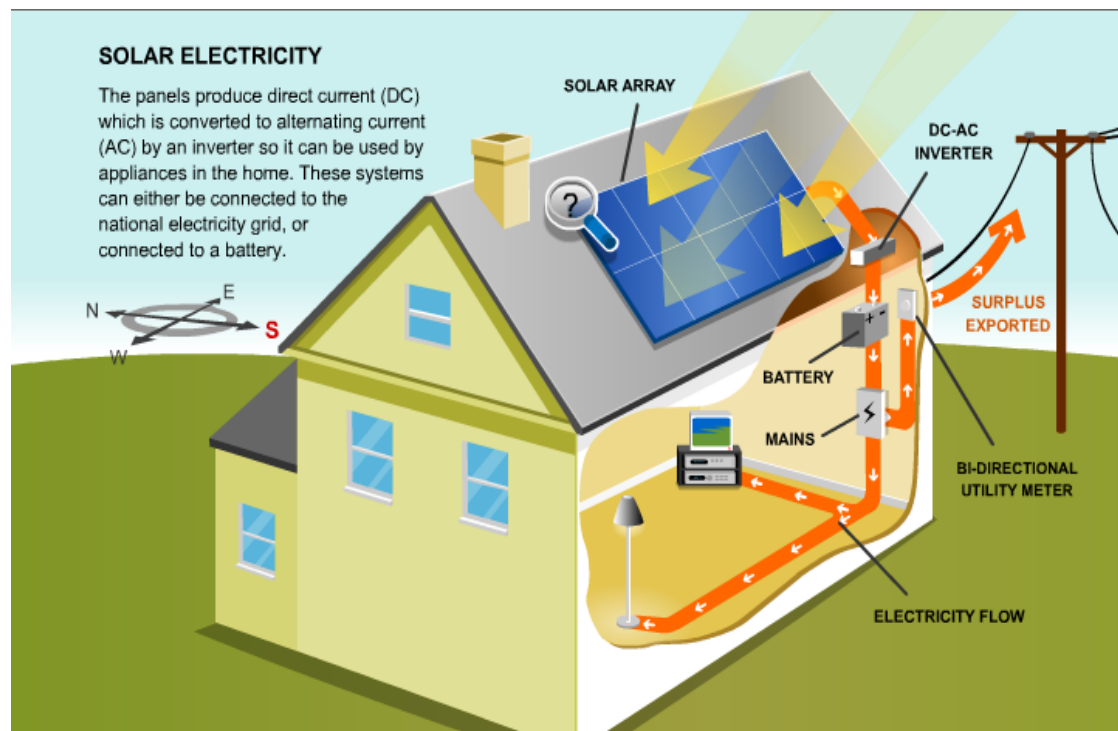 SOLAR ELECTRICITY
The panels produce direct current (DC)
which is converted to alternating current
(AC) by an inverter so it can be used by
appliances in the home. These systems
can either be connected to the
national electricity grid, or
connected to a battery.
SOLAR ARRAY
DC-AC
INVERTER
?
N
E
S
W
SURPLUS
EXPORTED
+ -
BATTERY
MAINS
BI-DIRECTIONAL
UTILITY METER
ELECTRICITY FLOW